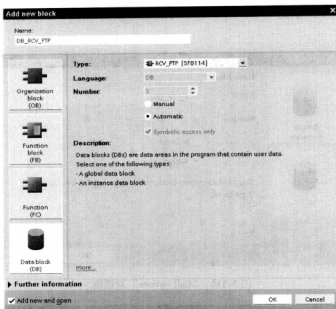 Add new block
Name:
DB_RCV_PTP
Type:
RCV_PTP [SFB114]
Language:
DB
Number:
5
Manual
Automatic
Symbolic access only
Description:
Data blocks (DBs) are data areas in the program that contain user data.
Select one of the following types:
- A global data block
- An instance data block
Organization
block
(OB)
Function
block
(FB)
Function
(FC)
Data block
(DB)
more...
Further information
Add new and open
OK
Cancel